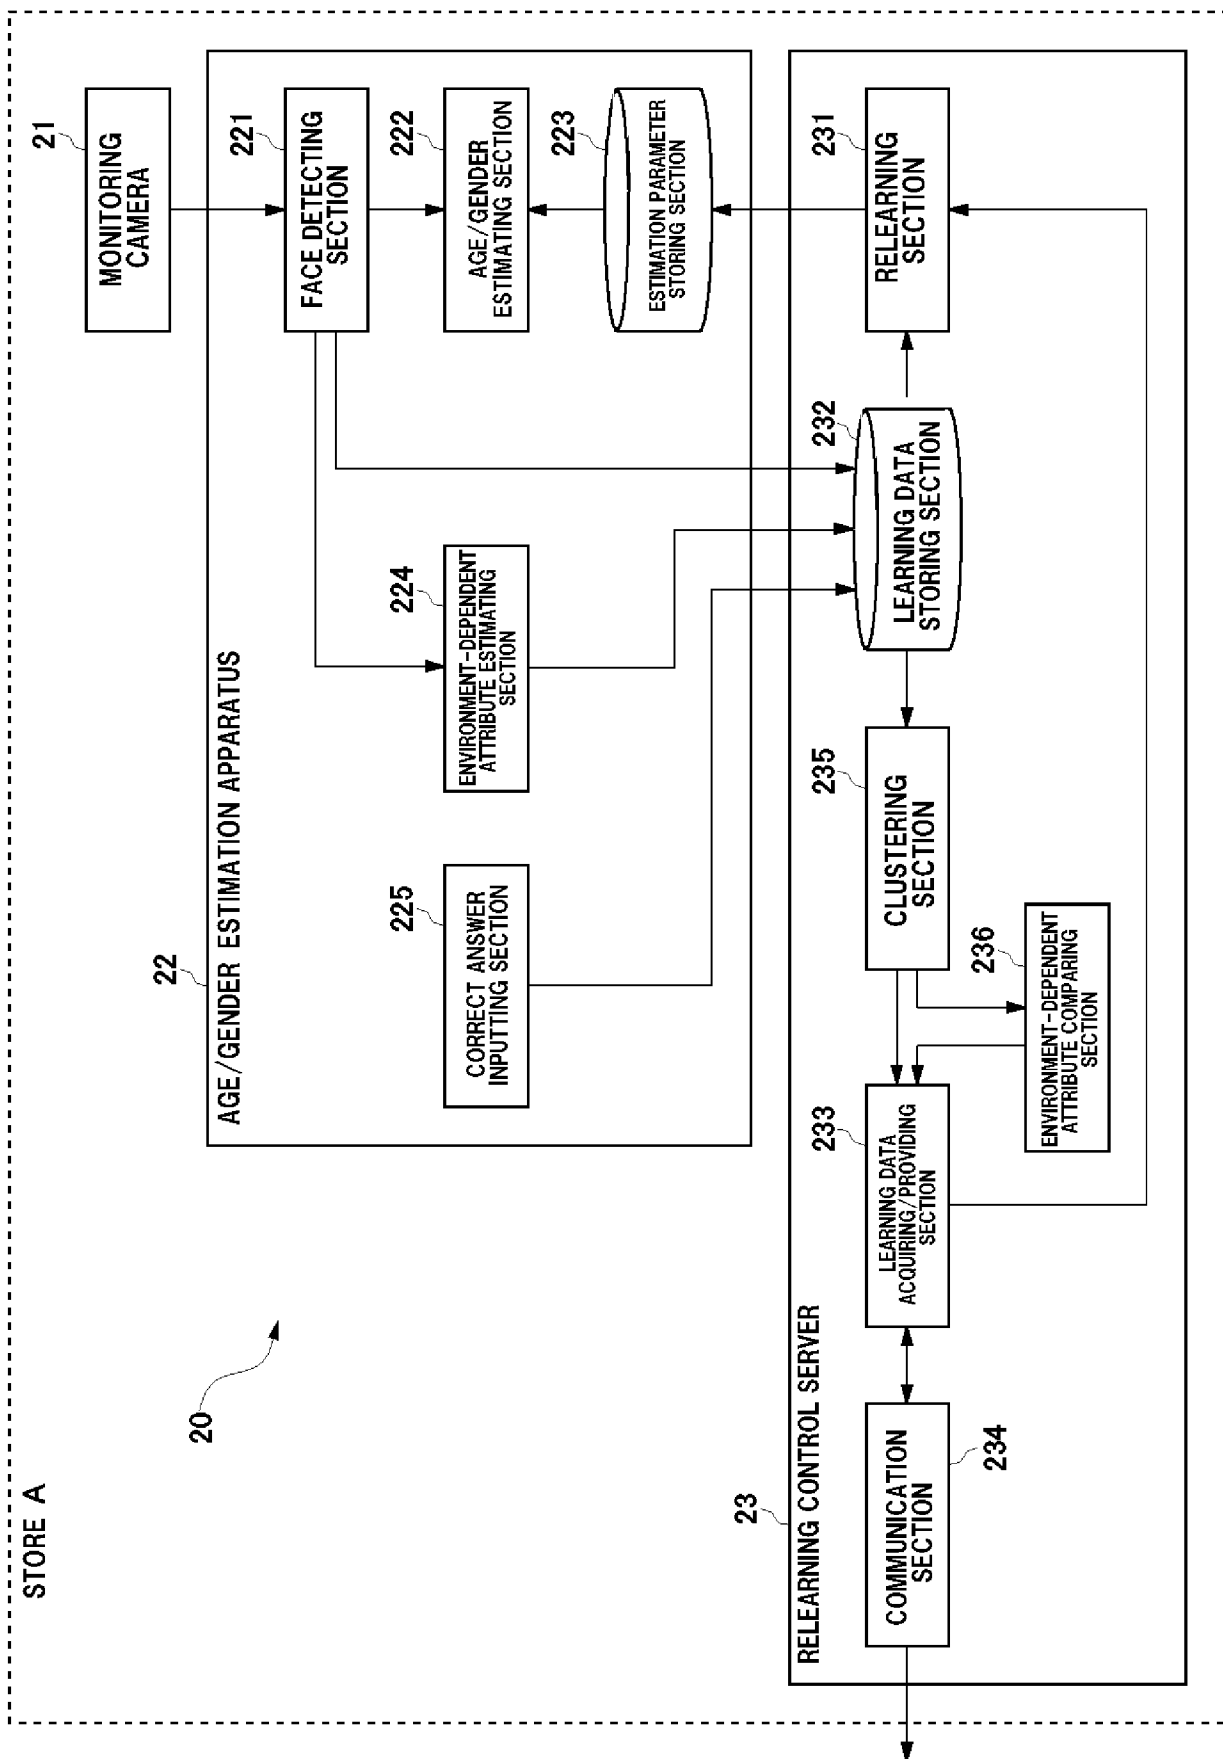 STORE A
20
21
MONITORING
CAMERA
22
AGE/GENDER ESTIMATION APPARATUS
221
FACE DETECTING
SECTION
222
AGE/GENDER
ESTIMATING SECTION
223
ESTIMATION PARAMETER
STORING SECTION
224
ENVIRONMENT-DEPENDENT
ATTRIBUTE ESTIMATING
SECTION
225
CORRECT ANSWER
INPUTTING SECTION
23
RELEARNING CONTROL SERVER
234
COMMUNICATION
SECTION
233
LEARNING DATA
ACQUIRING/PROVIDING
SECTION
236
ENVIRONMENT-DEPENDENT
ATTRIBUTE COMPARING
SECTION
235
CLUSTERING
SECTION
232
LEARNING DATA
STORING SECTION
231
RELEARNING
SECTION